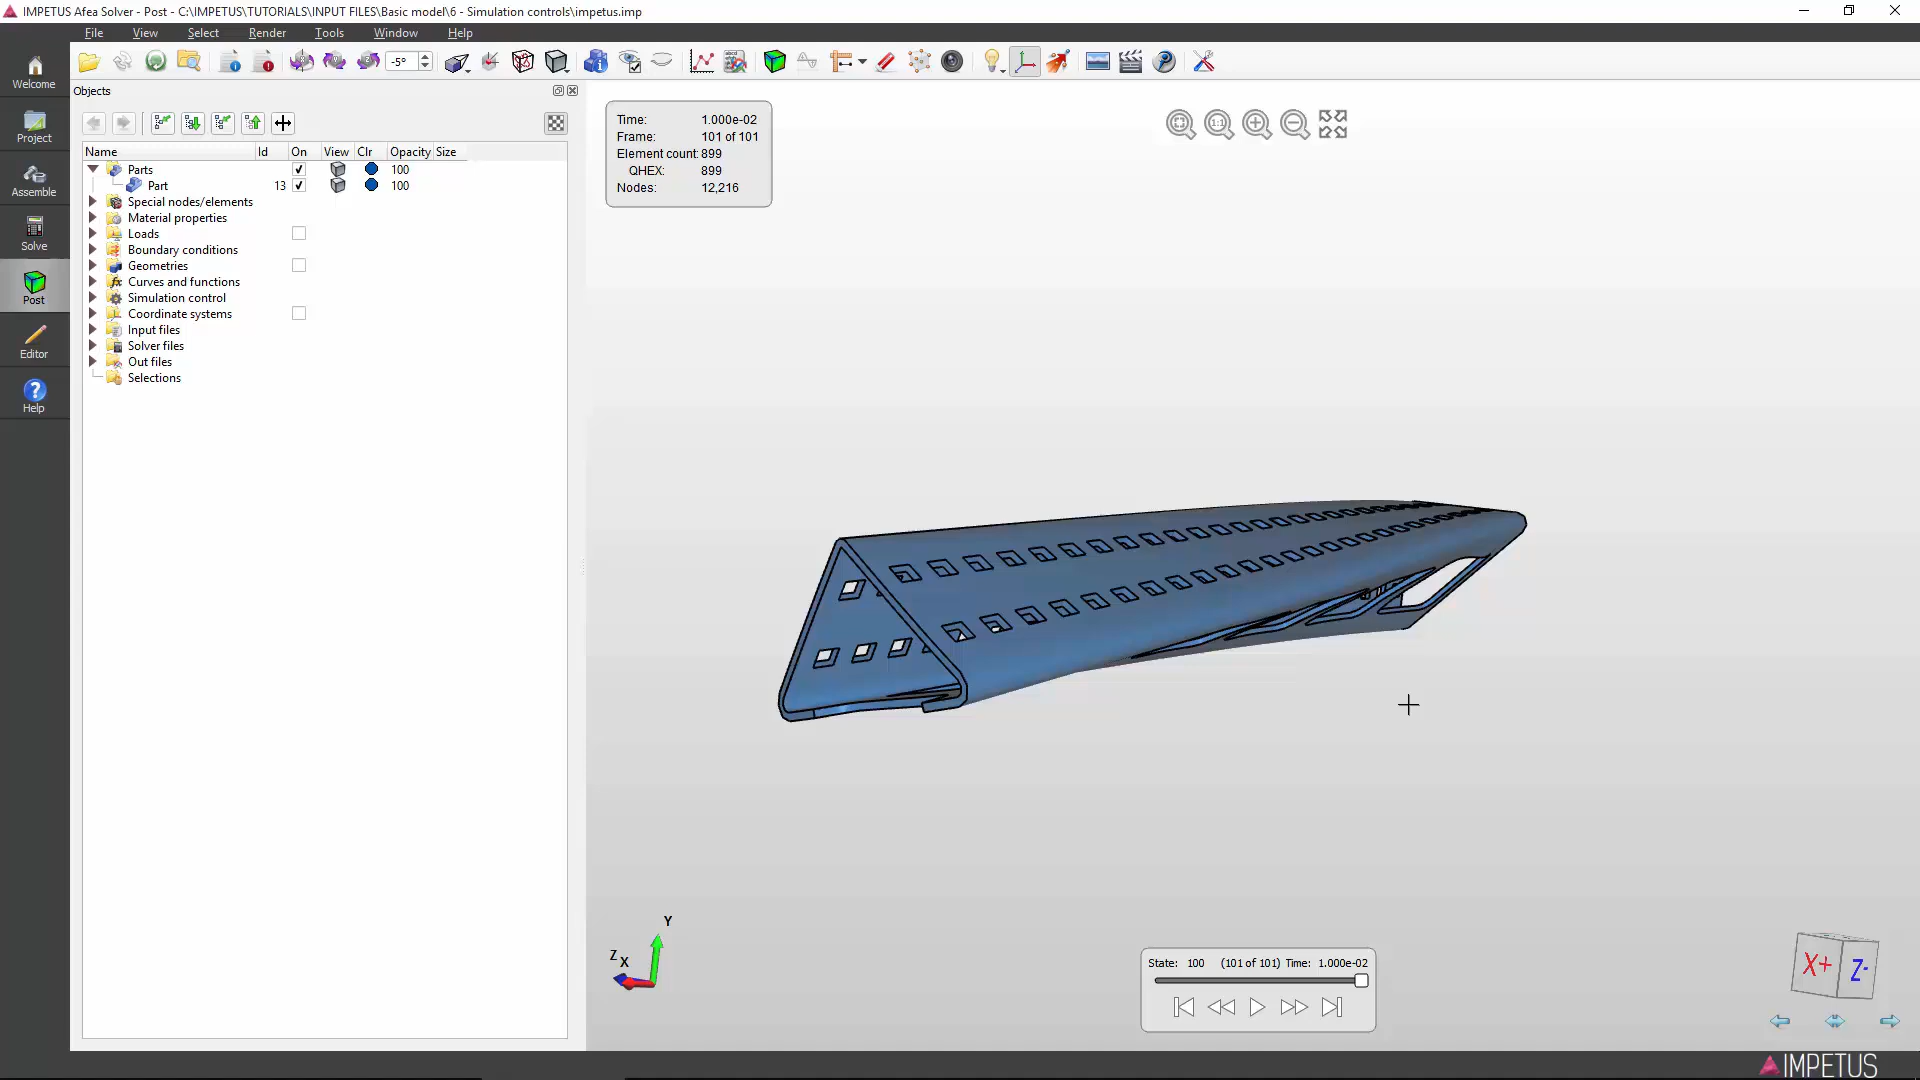 IMPETUS Afea Solver - Post - C:\IMPETUS\TUTORIALS\INPUT FILES\Basic model\6 - Simulation controls\impetus.imp
File View Select Render Tools Window Help
-5°
Welcome
Project
Assemble
Solve
Post
Editor
Help
Objects
Name Id On View Clr Opacity Size
Parts 100
Part 13 100
Special nodes/elements
Material properties
Loads
Boundary conditions
Geometries
Curves and functions
Simulation control
Coordinate systems
Input files
Solver files
Out files
Selections
Time: 1.000e-02
Frame: 101 of 101
Element count: 899
QHEX: 899
Nodes: 12,216
1:1
Y
Z X
State: 100 (101 of 101) Time: 1.000e-02
X+ Z-
IMPETUS